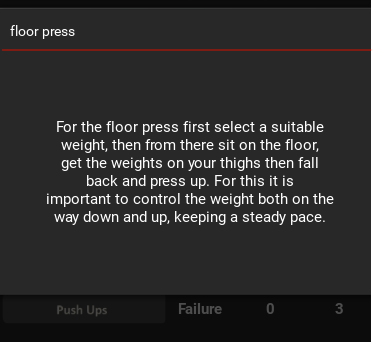 floor press
For the floor press first select a suitable
weight, then from there sit on the floor,
get the weights on your thighs then fall
back and press up. For this it is
important to control the weight both on the
way down and up, keeping a steady pace.
Push Ups Failure 0 3